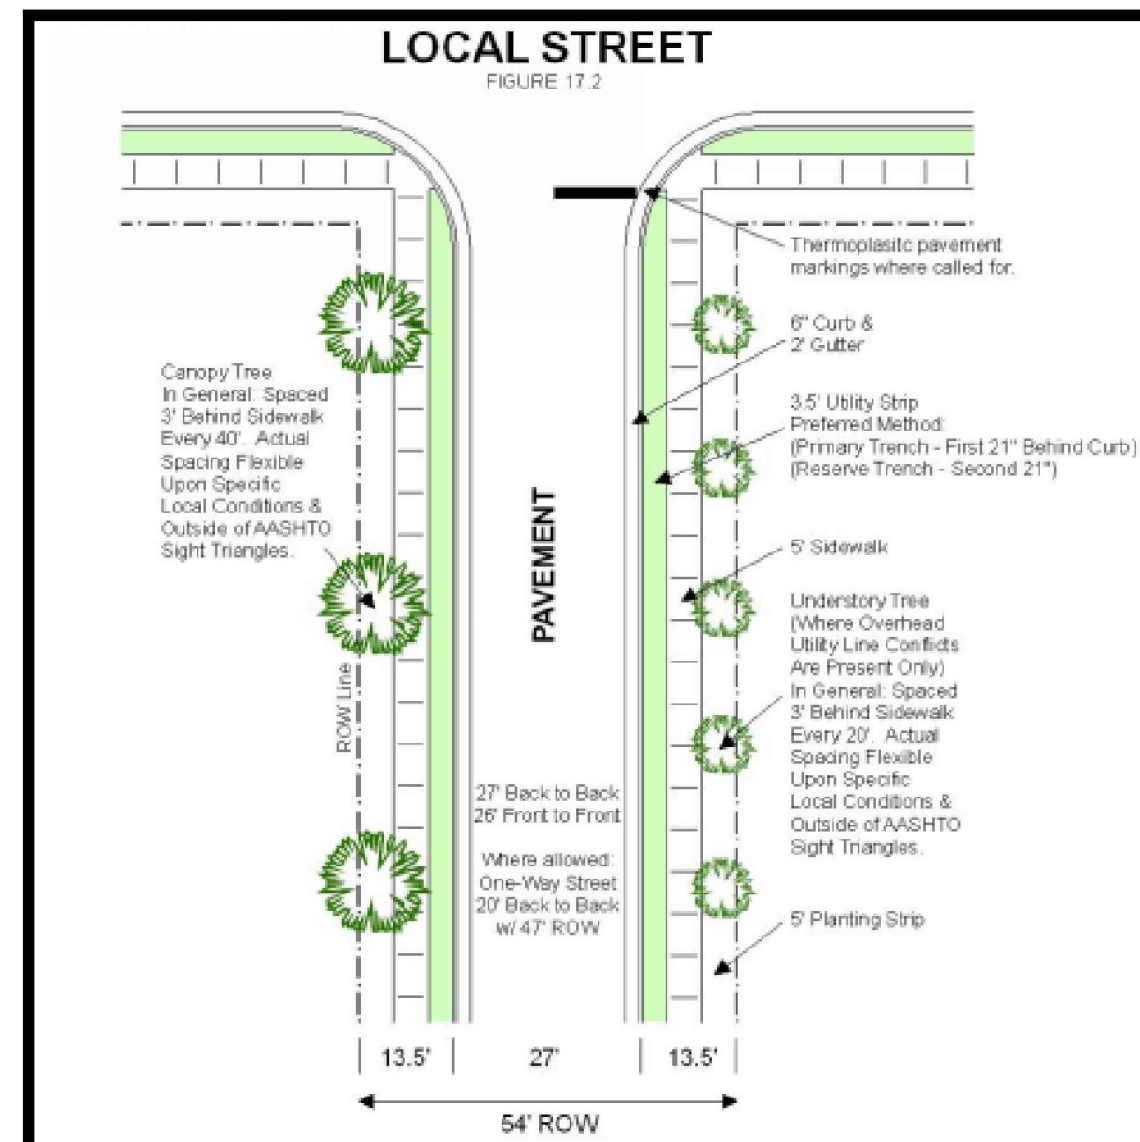 LOCAL STREET
FIGURE 17.2
Thermoplasitc pavement
markings where called for.
6" Curb &
2' Gutter
3.5' Utility Strip
Preferred Method:
(Primary Trench - First 21" Behind Curb)
(Reserve Trench - Second 21")
Canopy Tree
In General: Spaced
3' Behind Sidewalk
Every 40'. Actual
Spacing Flexible
Upon Specific
Local Conditions &
Outside of AASHTO
Sight Triangles.
PAVEMENT
5' Sidewalk
Understory Tree
(Where Overhead
Utility Line Conflicts
Are Present Only)
In General: Spaced
3' Behind Sidewalk
Every 20'. Actual
Spacing Flexible
Upon Specific
Local Conditions &
Outside of AASHTO
Sight Triangles.
ROW Line
27' Back to Back
26' Front to Front
Where allowed:
One-Way Street
20' Back to Back
w/ 47' ROW
5' Planting Strip
13.5'
27'
13.5'
54' ROW